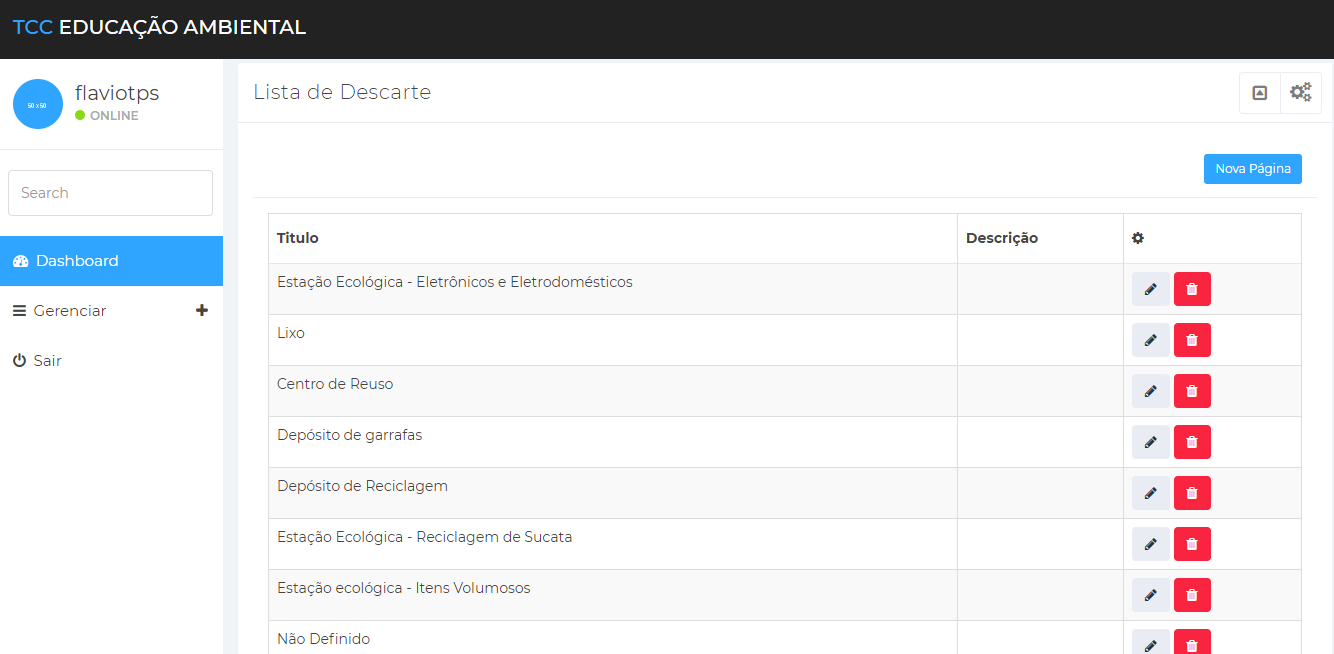 TCC EDUCAÇÃO AMBIENTAL
50 x 50
flaviotps
ONLINE
Search
Dashboard
Gerenciar
Sair
Lista de Descarte
Nova Página
Titulo Descrição
Estação Ecológica - Eletrônicos e Eletrodomésticos
Lixo
Centro de Reuso
Depósito de garrafas
Depósito de Reciclagem
Estação Ecológica - Reciclagem de Sucata
Estação ecológica - Itens Volumosos
Não Definido